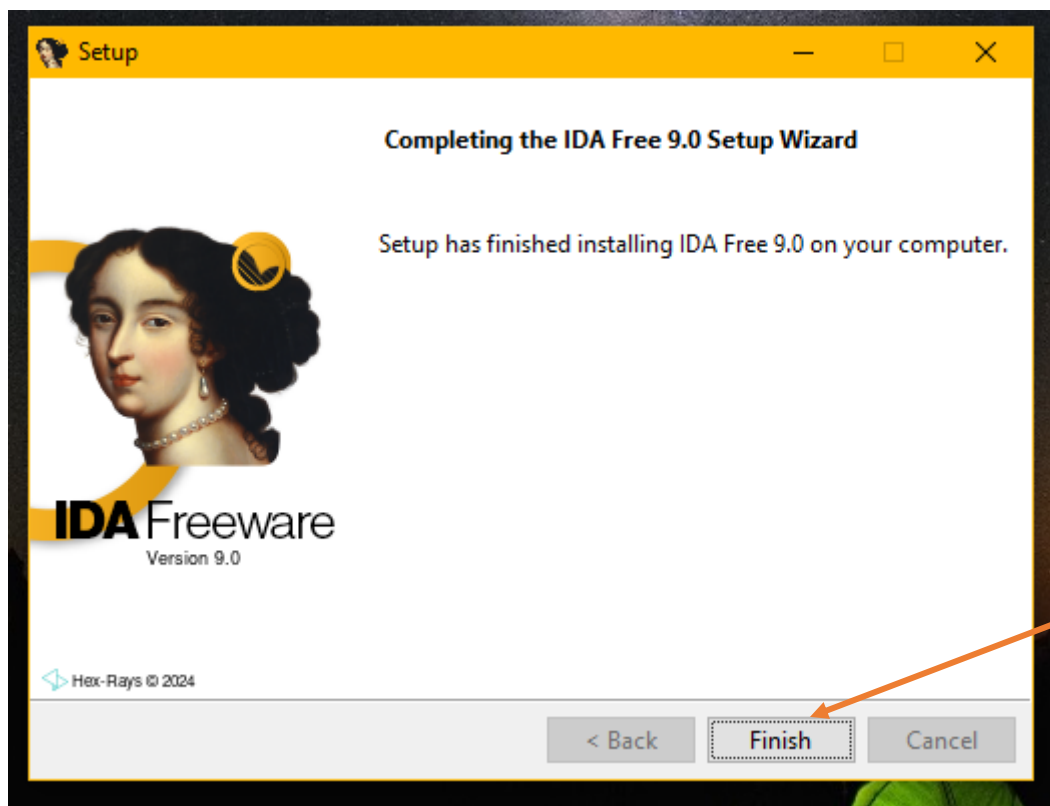 Setup
Completing the IDA Free 9.0 Setup Wizard
Setup has finished installing IDA Free 9.0 on your computer.
IDA Freeware
Version 9.0
Hex-Rays © 2024
< Back Finish Cancel